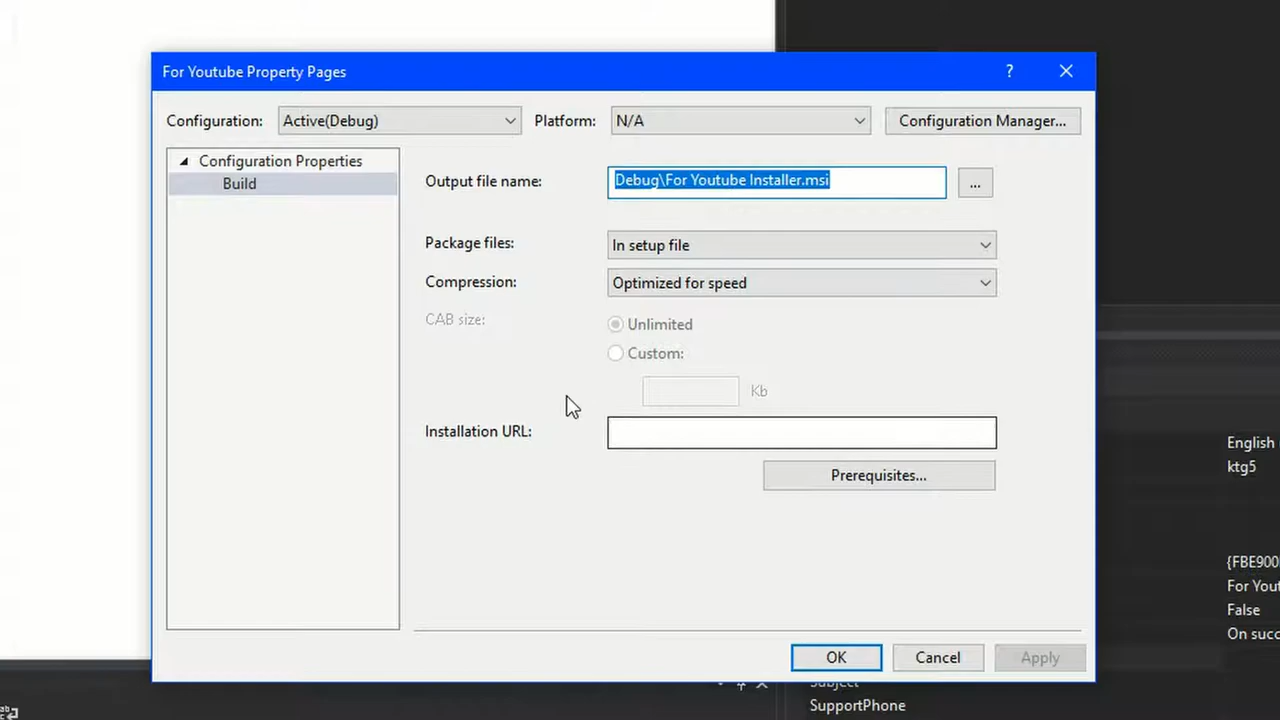 For Youtube Property Pages
?
Configuration:
Active(Debug)
Platform:
N/A
Configuration Manager...
Configuration Properties
Build
Output file name:
Debug\For Youtube Installer.msi
...
Package files:
In setup file
Compression:
Optimized for speed
CAB size:
Unlimited
Custom:
Kb
Installation URL:
Prerequisites...
OK
Cancel
Apply
English
ktg5
{FBE900
For You
False
On succ
Subject
SupportPhone